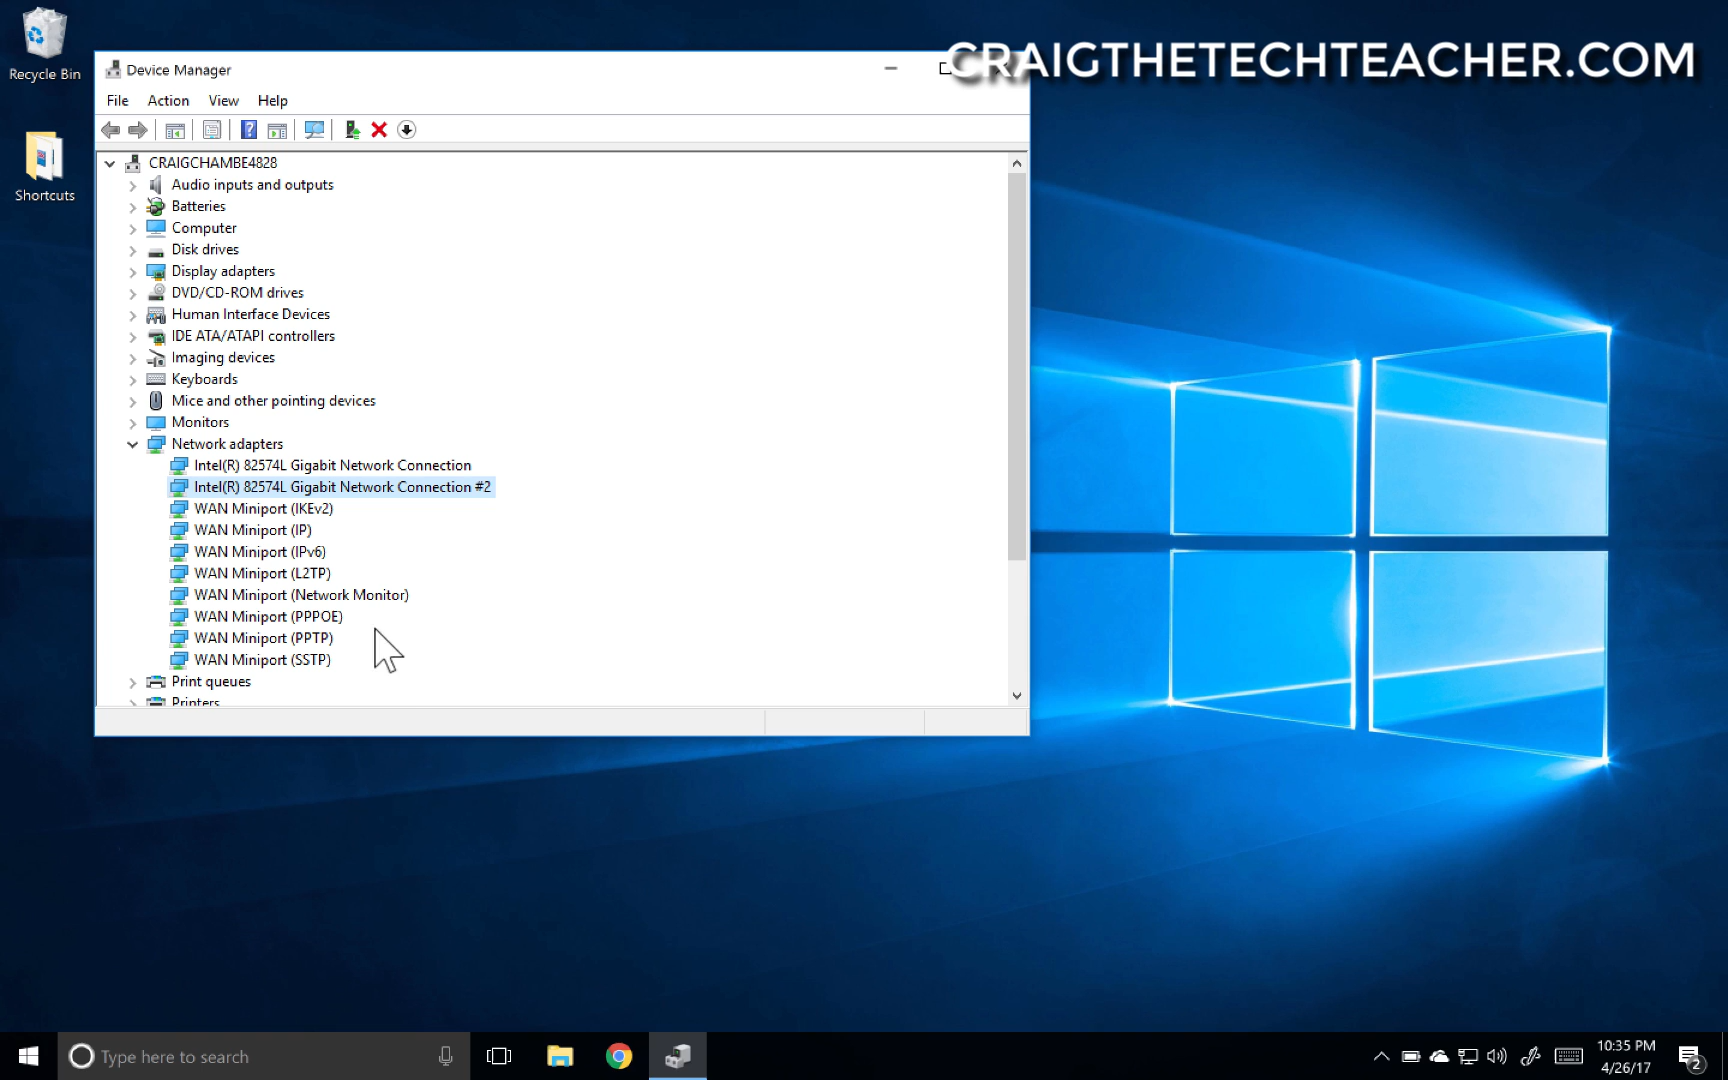 Recycle Bin
Shortcuts
CRAIGTHETECHTEACHER.COM
Device Manager
File Action View Help
CRAIGCHAMBE4828
Audio inputs and outputs
Batteries
Computer
Disk drives
Display adapters
DVD/CD-ROM drives
Human Interface Devices
IDE ATA/ATAPI controllers
Imaging devices
Keyboards
Mice and other pointing devices
Monitors
Network adapters
Intel(R) 82574L Gigabit Network Connection
Intel(R) 82574L Gigabit Network Connection #2
WAN Miniport (IKEv2)
WAN Miniport (IP)
WAN Miniport (IPv6)
WAN Miniport (L2TP)
WAN Miniport (Network Monitor)
WAN Miniport (PPPOE)
WAN Miniport (PPTP)
WAN Miniport (SSTP)
Print queues
Printers
Type here to search
10:35 PM
4/26/17
2